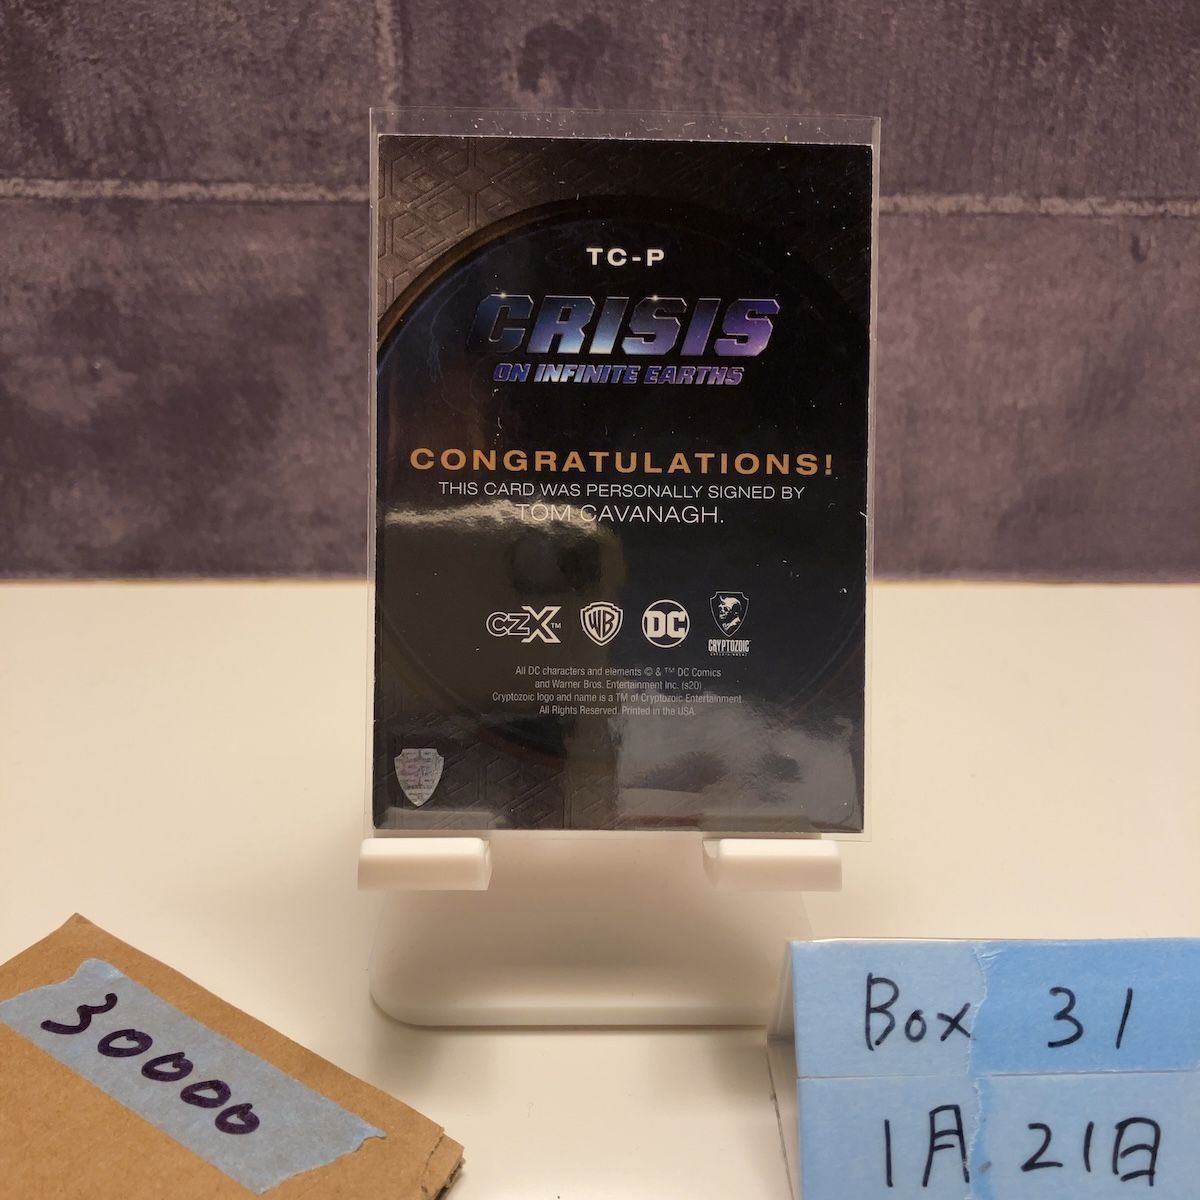 TC-P
CRISIS
ON INFINITE EARTHS
CONGRATULATIONS!
THIS CARD WAS PERSONALLY SIGNED BY
TOM CAVANAGH.
CZX™ WB DC CRYPTOZOIC
ENTERTAINMENT
All DC characters and elements © & ™ DC Comics
and Warner Bros. Entertainment Inc. (s20)
Cryptozoic logo and name is a TM of Cryptozoic Entertainment.
All Rights Reserved. Printed in the USA.
30000
Box 31
1月21日